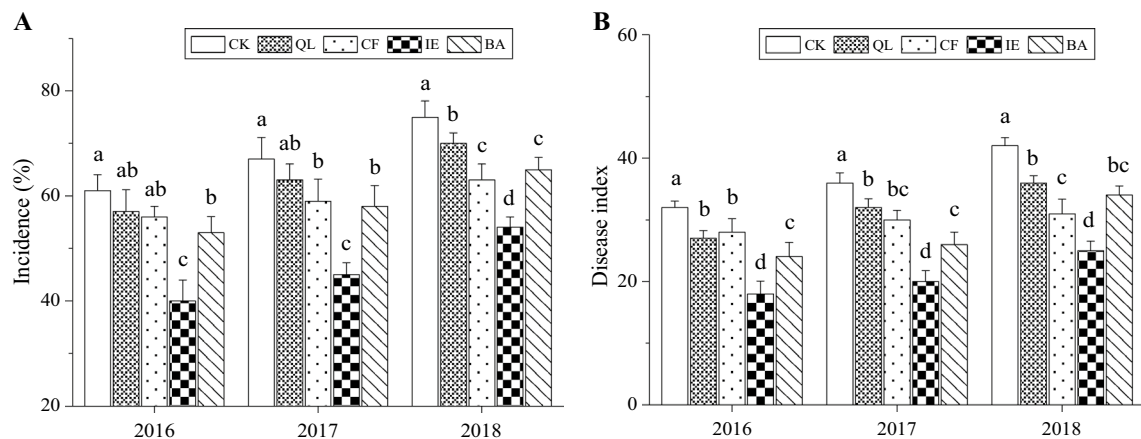 A
CK QL CF IE BA
Incidence (%)
80
60
40
20
a ab ab c b
a ab b c b
a b c d c
2016 2017 2018
B
CK QL CF IE BA
Disease index
60
40
20
0
a b b d c
a b bc d c
a b c d bc
2016 2017 2018